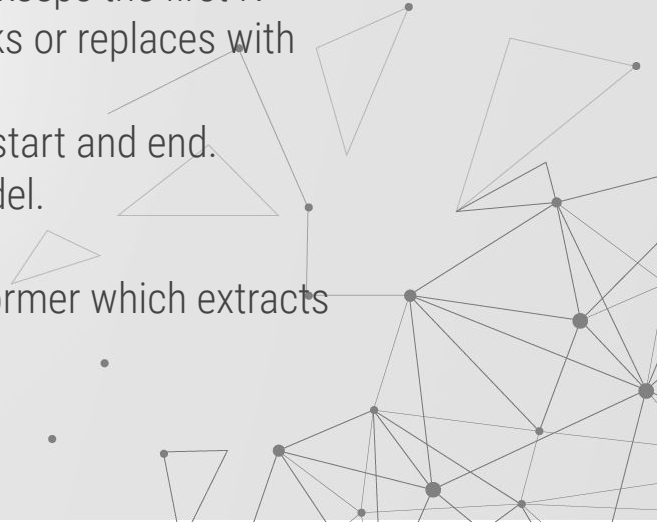 ks or replaces with
start and end.
del.
ormer which extracts